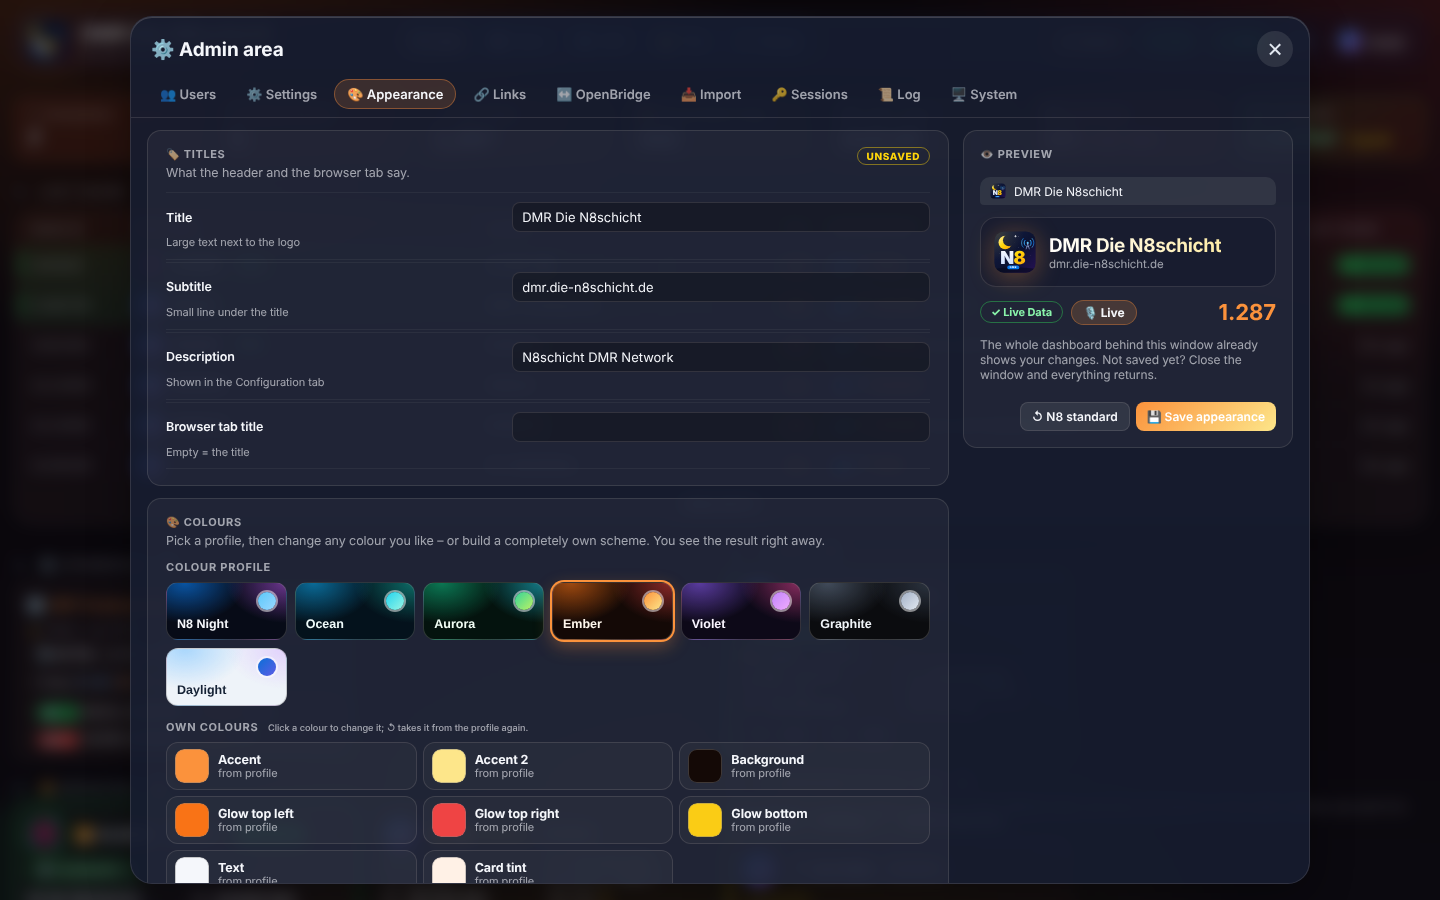 ⚙️ Admin area
✕
👥 Users
⚙️ Settings
🎨 Appearance
🔗 Links
↔️ OpenBridge
📥 Import
🔑 Sessions
📜 Log
🖥️ System
🏷️ TITLES
UNSAVED
What the header and the browser tab say.
Title
DMR Die N8schicht
Large text next to the logo
Subtitle
dmr.die-n8schicht.de
Small line under the title
Description
N8schicht DMR Network
Shown in the Configuration tab
Browser tab title
Empty = the title
👁️ PREVIEW
DMR Die N8schicht
N8
DMR Die N8schicht
dmr.die-n8schicht.de
✓ Live Data
🎙️ Live
1.287
The whole dashboard behind this window already
shows your changes. Not saved yet? Close the
window and everything returns.
↺ N8 standard
💾 Save appearance
🎨 COLOURS
Pick a profile, then change any colour you like – or build a completely own scheme. You see the result right away.
COLOUR PROFILE
N8 Night
Ocean
Aurora
Ember
Violet
Graphite
Daylight
OWN COLOURS Click a colour to change it; ↺ takes it from the profile again.
Accent
from profile
Accent 2
from profile
Background
from profile
Glow top left
from profile
Glow top right
from profile
Glow bottom
from profile
Text
from profile
Card tint
from profile